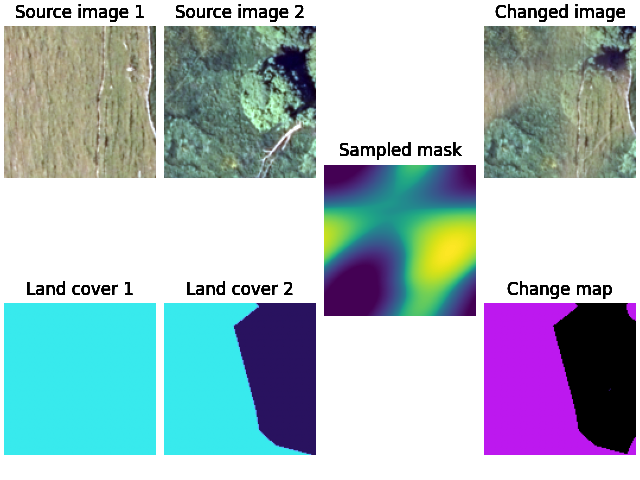 Source image 1
Source image 2
Changed image
Sampled mask
Land cover 1
Land cover 2
Change map